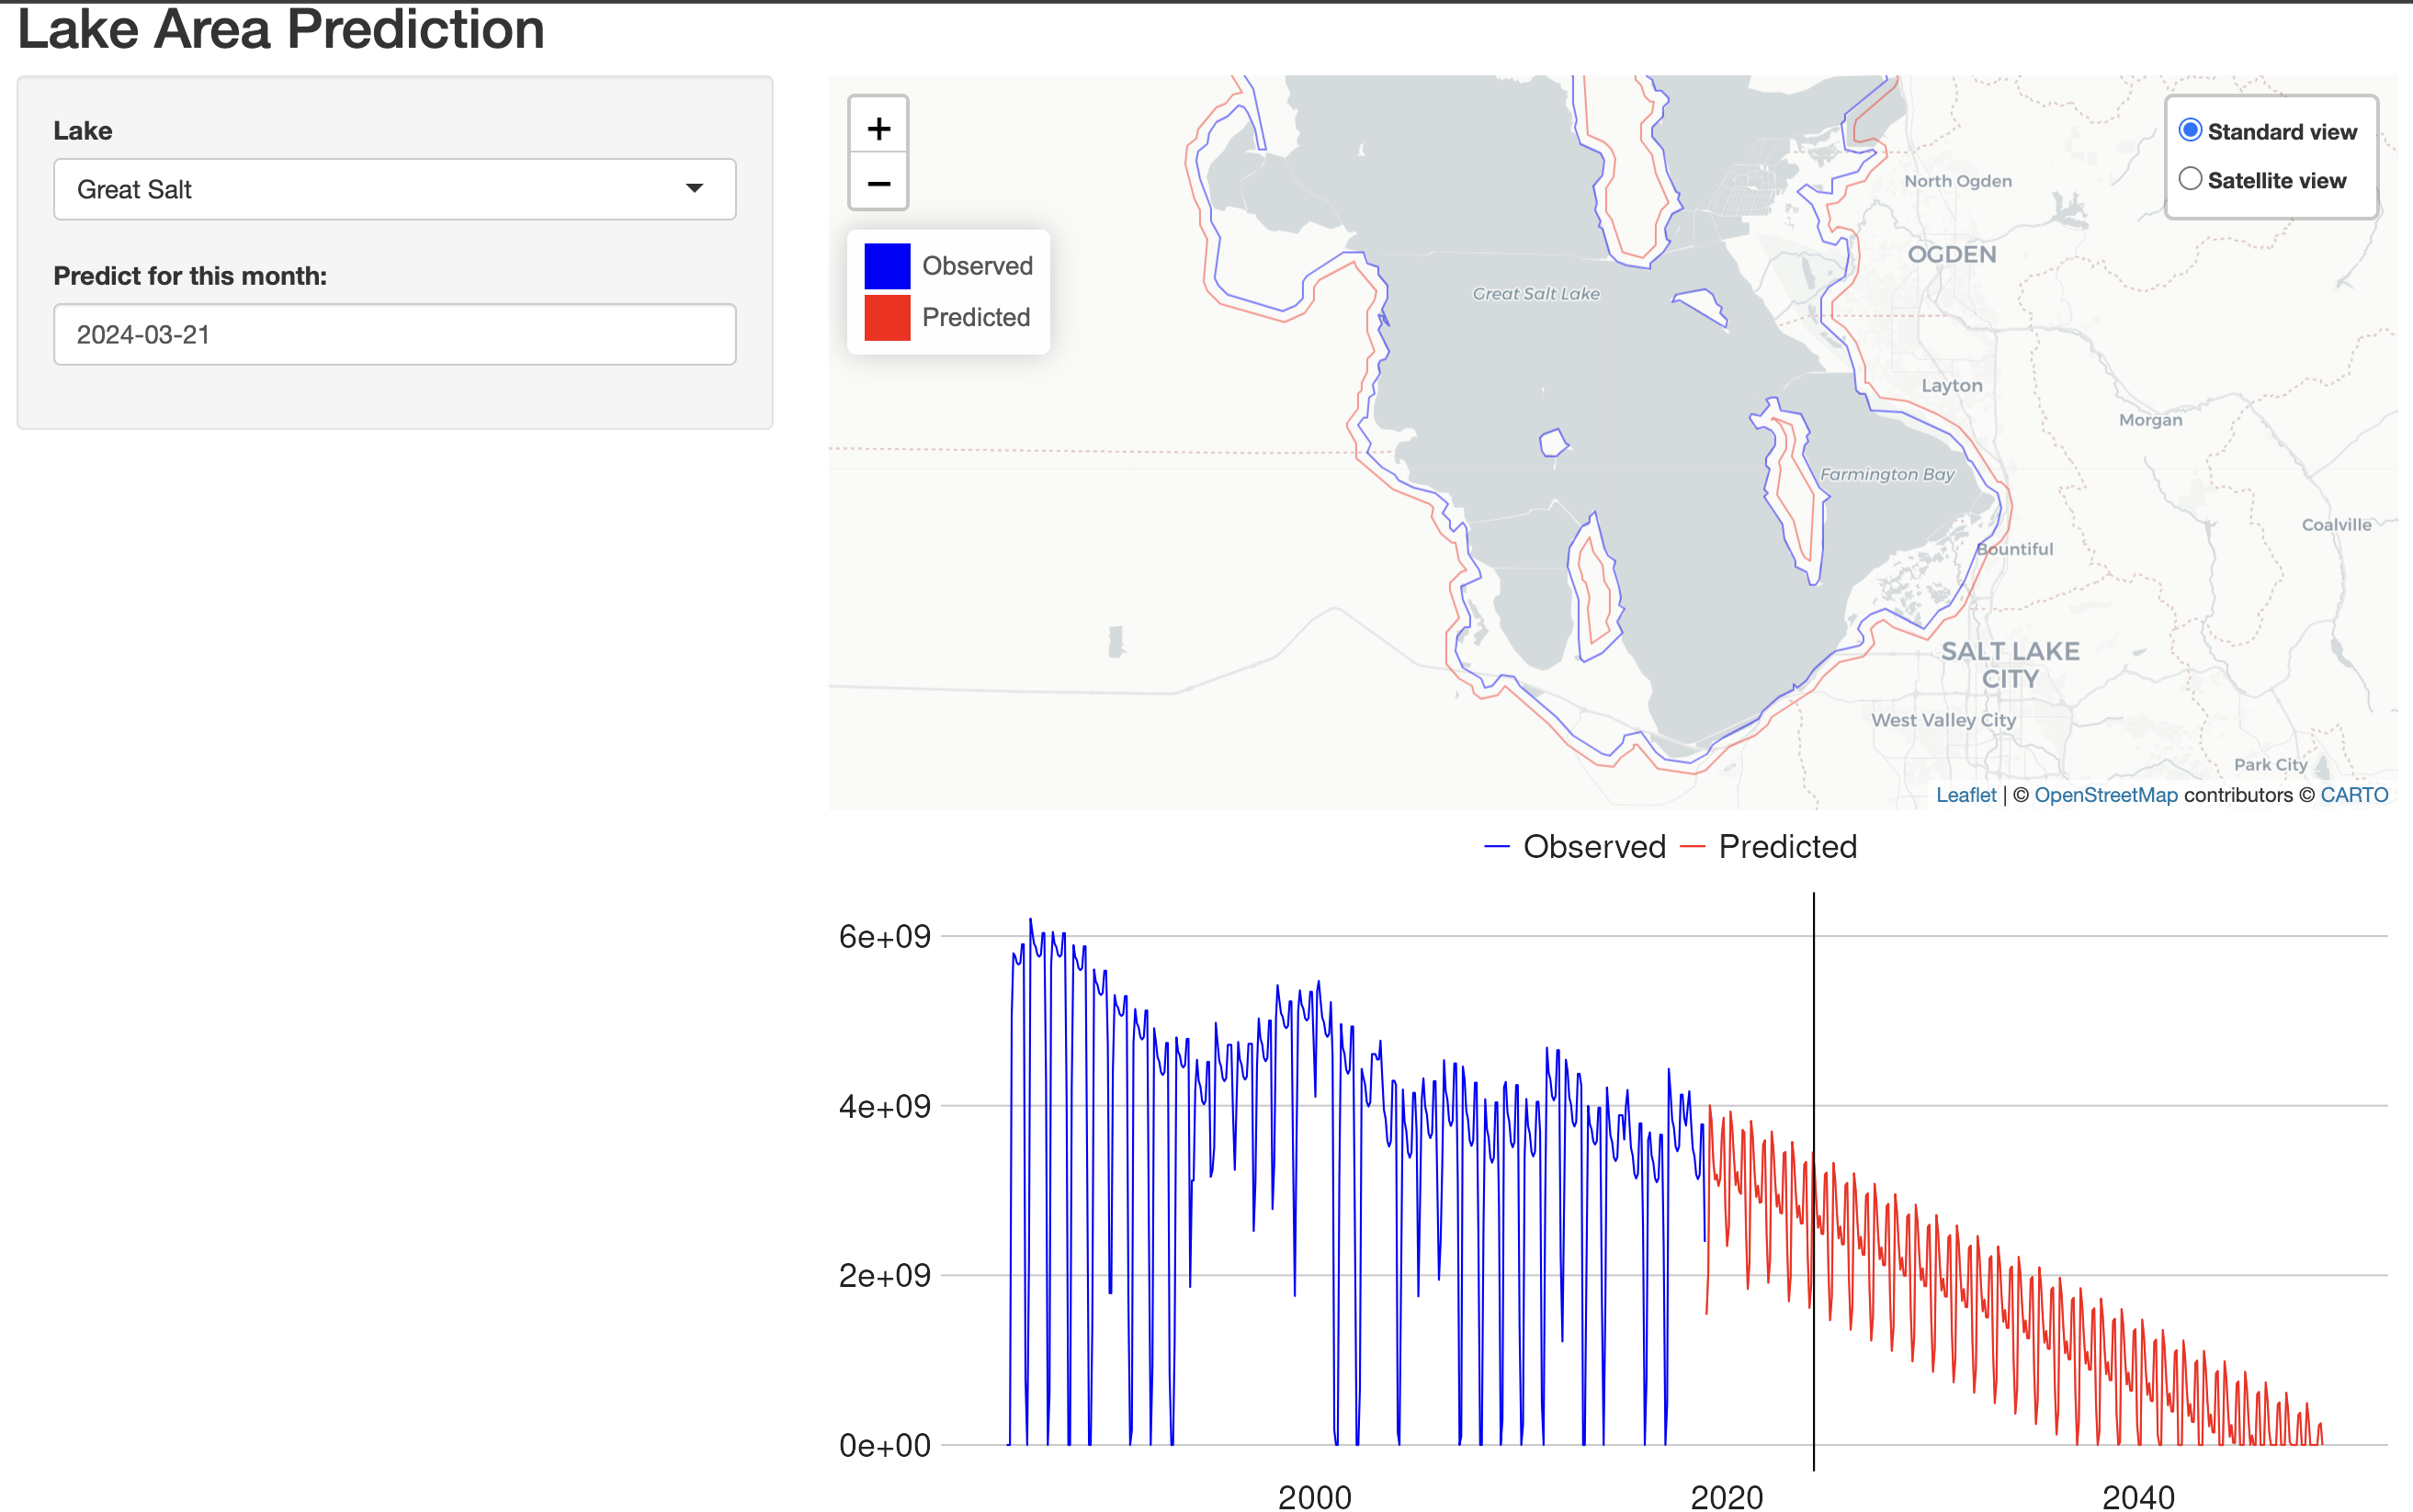 Lake Area Prediction
Lake
Great Salt
Predict for this month:
2024-03-21
+
−
Observed
Predicted
Standard view
Satellite view
North Ogden
OGDEN
Great Salt Lake
Layton
Morgan
Farmington Bay
Coalville
Bountiful
SALT LAKE
CITY
West Valley City
Park City
Leaflet | © OpenStreetMap contributors © CARTO
Observed Predicted
6e+09
4e+09
2e+09
0e+00
2000 2020 2040